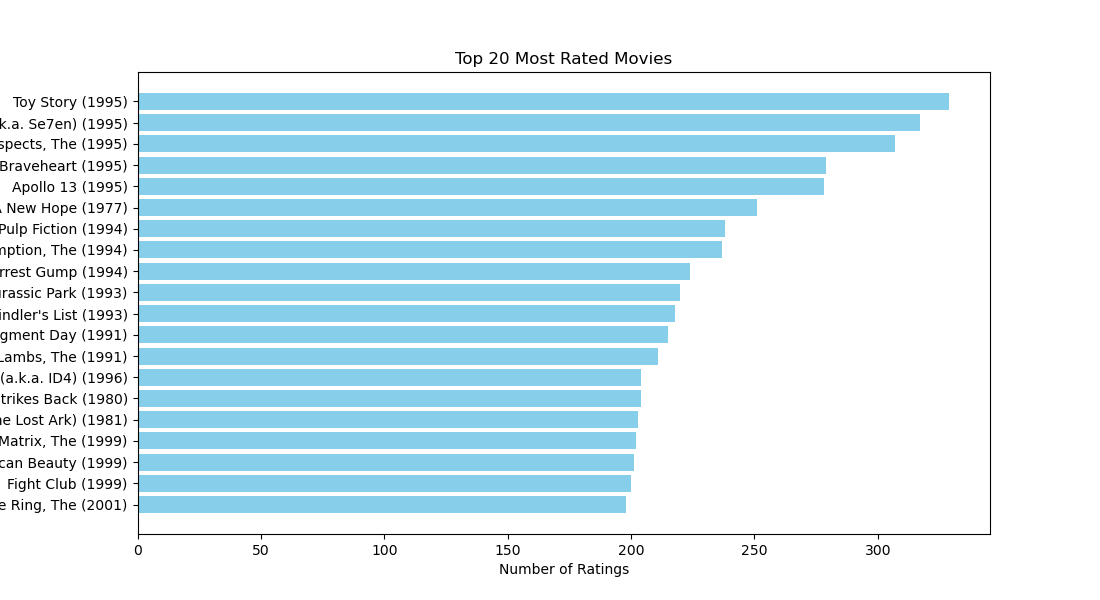 Top 20 Most Rated Movies
Toy Story (1995)
k.a. Se7en) (1995)
spects, The (1995)
Braveheart (1995)
Apollo 13 (1995)
A New Hope (1977)
Pulp Fiction (1994)
mption, The (1994)
rrest Gump (1994)
urassic Park (1993)
indler's List (1993)
gment Day (1991)
Lambs, The (1991)
(a.k.a. ID4) (1996)
trikes Back (1980)
he Lost Ark) (1981)
Matrix, The (1999)
can Beauty (1999)
Fight Club (1999)
e Ring, The (2001)
0 50 100 150 200 250 300
Number of Ratings